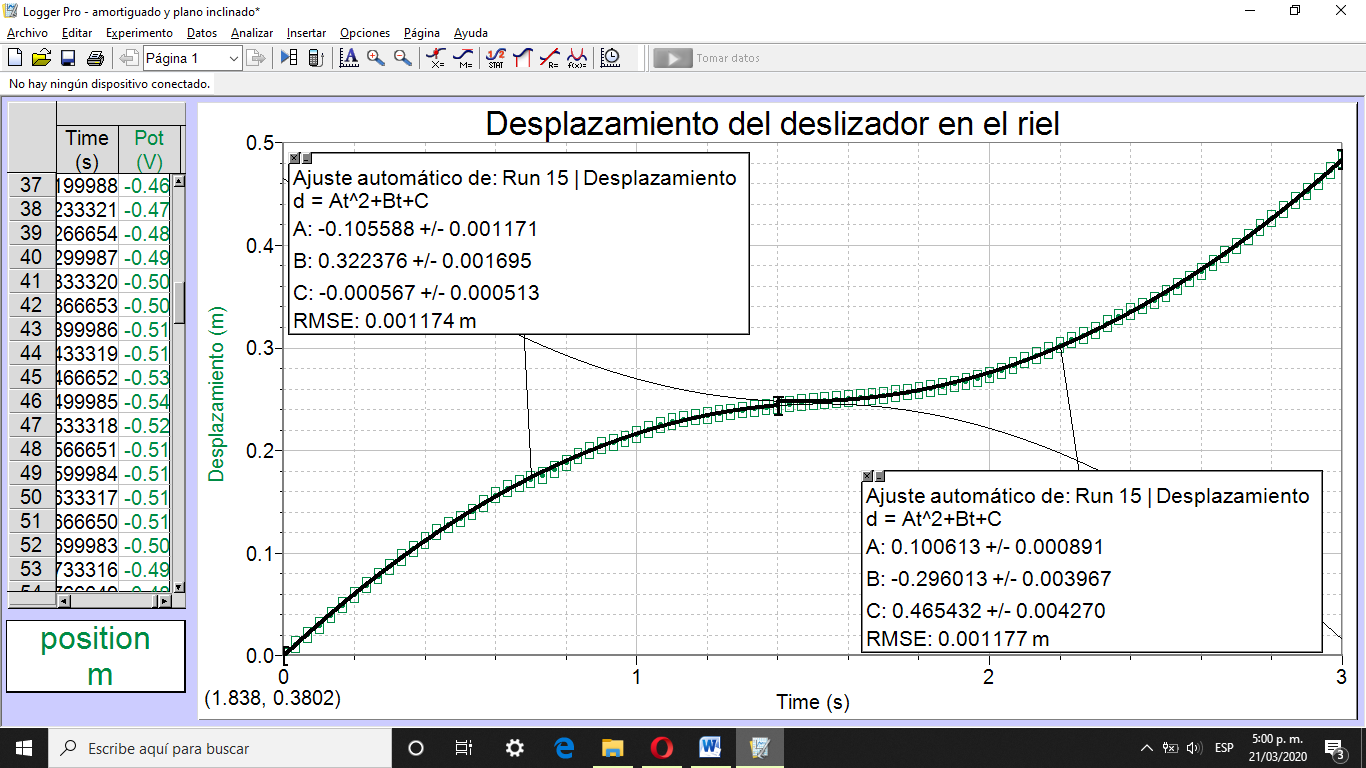 Logger Pro - amortiguado y plano inclinado*
Archivo Editar Experimento Datos Analizar Insertar Opciones Página Ayuda
Página 1
X= M= STAT R= f(x)= Tomar datos
No hay ningún dispositivo conectado.
Time (s) Pot (V)
37 199988 -0.46
38 233321 -0.47
39 266654 -0.48
40 299987 -0.49
41 333320 -0.50
42 366653 -0.50
43 399986 -0.51
44 433319 -0.51
45 466652 -0.53
46 499985 -0.54
47 533318 -0.52
48 566651 -0.51
49 599984 -0.51
50 633317 -0.51
51 666650 -0.51
52 699983 -0.50
53 733316 -0.49
position
m
Desplazamiento del deslizador en el riel
Desplazamiento (m)
0.5
0.4
0.3
0.2
0.1
0.0
Ajuste automático de: Run 15 | Desplazamiento
d = At^2+Bt+C
A: -0.105588 +/- 0.001171
B: 0.322376 +/- 0.001695
C: -0.000567 +/- 0.000513
RMSE: 0.001174 m
Ajuste automático de: Run 15 | Desplazamiento
d = At^2+Bt+C
A: 0.100613 +/- 0.000891
B: -0.296013 +/- 0.003967
C: 0.465432 +/- 0.004270
RMSE: 0.001177 m
0 1 2 3
(1.838, 0.3802)
Time (s)
Escribe aquí para buscar
ESP
5:00 p. m.
21/03/2020
3